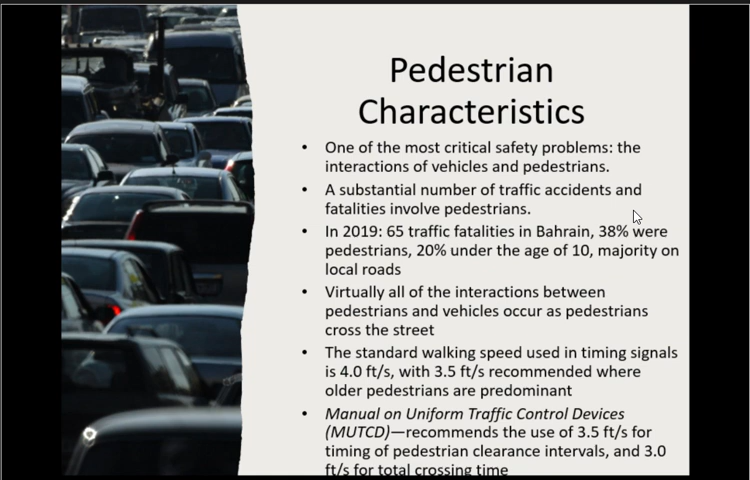 Pedestrian
Characteristics
• One of the most critical safety problems: the
interactions of vehicles and pedestrians.
• A substantial number of traffic accidents and
fatalities involve pedestrians.
• In 2019: 65 traffic fatalities in Bahrain, 38% were
pedestrians, 20% under the age of 10, majority on
local roads
• Virtually all of the interactions between
pedestrians and vehicles occur as pedestrians
cross the street
• The standard walking speed used in timing signals
is 4.0 ft/s, with 3.5 ft/s recommended where
older pedestrians are predominant
• Manual on Uniform Traffic Control Devices
(MUTCD)—recommends the use of 3.5 ft/s for
timing of pedestrian clearance intervals, and 3.0
ft/s for total crossing time